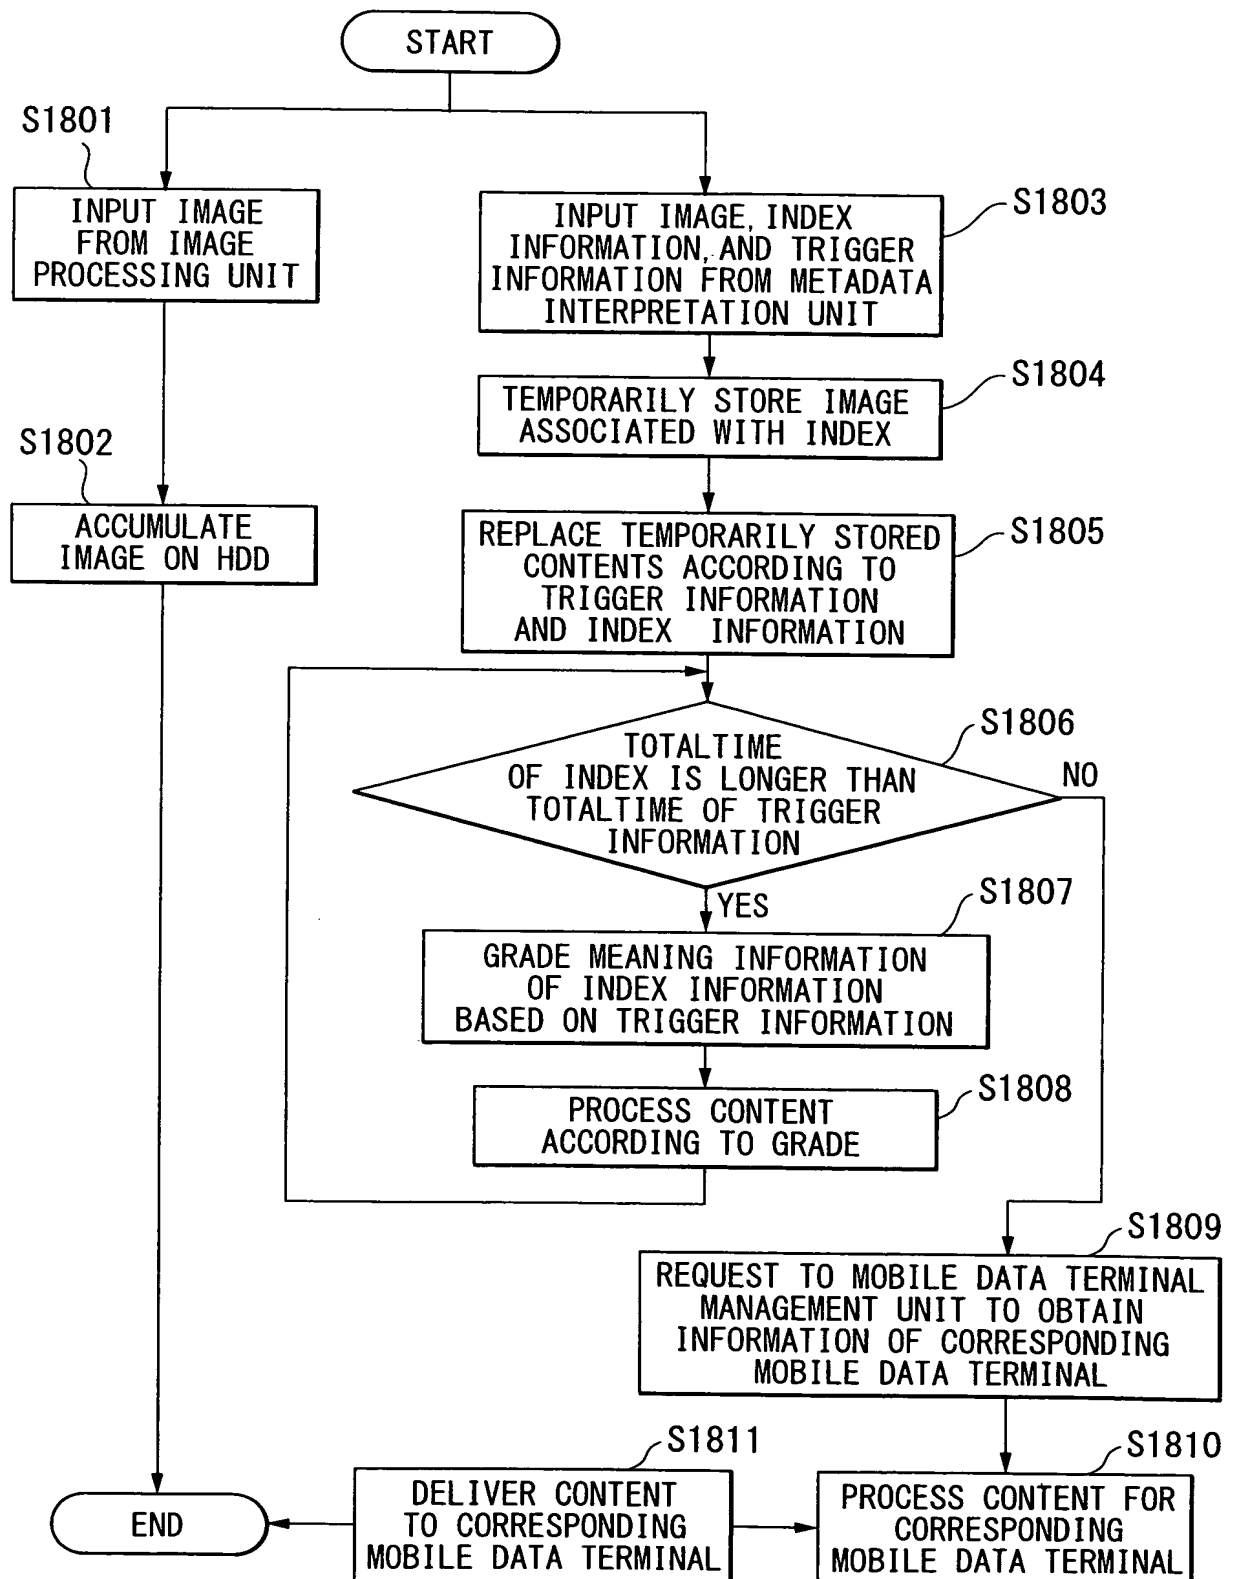 START
S1801
INPUT IMAGE
FROM IMAGE
PROCESSING UNIT
S1803
INPUT IMAGE, INDEX
INFORMATION, AND TRIGGER
INFORMATION FROM METADATA
INTERPRETATION UNIT
S1804
TEMPORARILY STORE IMAGE
ASSOCIATED WITH INDEX
S1802
ACCUMULATE
IMAGE ON HDD
S1805
REPLACE TEMPORARILY STORED
CONTENTS ACCORDING TO
TRIGGER INFORMATION
AND INDEX INFORMATION
S1806
TOTALTIME
OF INDEX IS LONGER THAN
TOTALTIME OF TRIGGER
INFORMATION
NO
YES
S1807
GRADE MEANING INFORMATION
OF INDEX INFORMATION
BASED ON TRIGGER INFORMATION
S1808
PROCESS CONTENT
ACCORDING TO GRADE
S1809
REQUEST TO MOBILE DATA TERMINAL
MANAGEMENT UNIT TO OBTAIN
INFORMATION OF CORRESPONDING
MOBILE DATA TERMINAL
S1810
PROCESS CONTENT FOR
CORRESPONDING
MOBILE DATA TERMINAL
S1811
DELIVER CONTENT
TO CORRESPONDING
MOBILE DATA TERMINAL
END